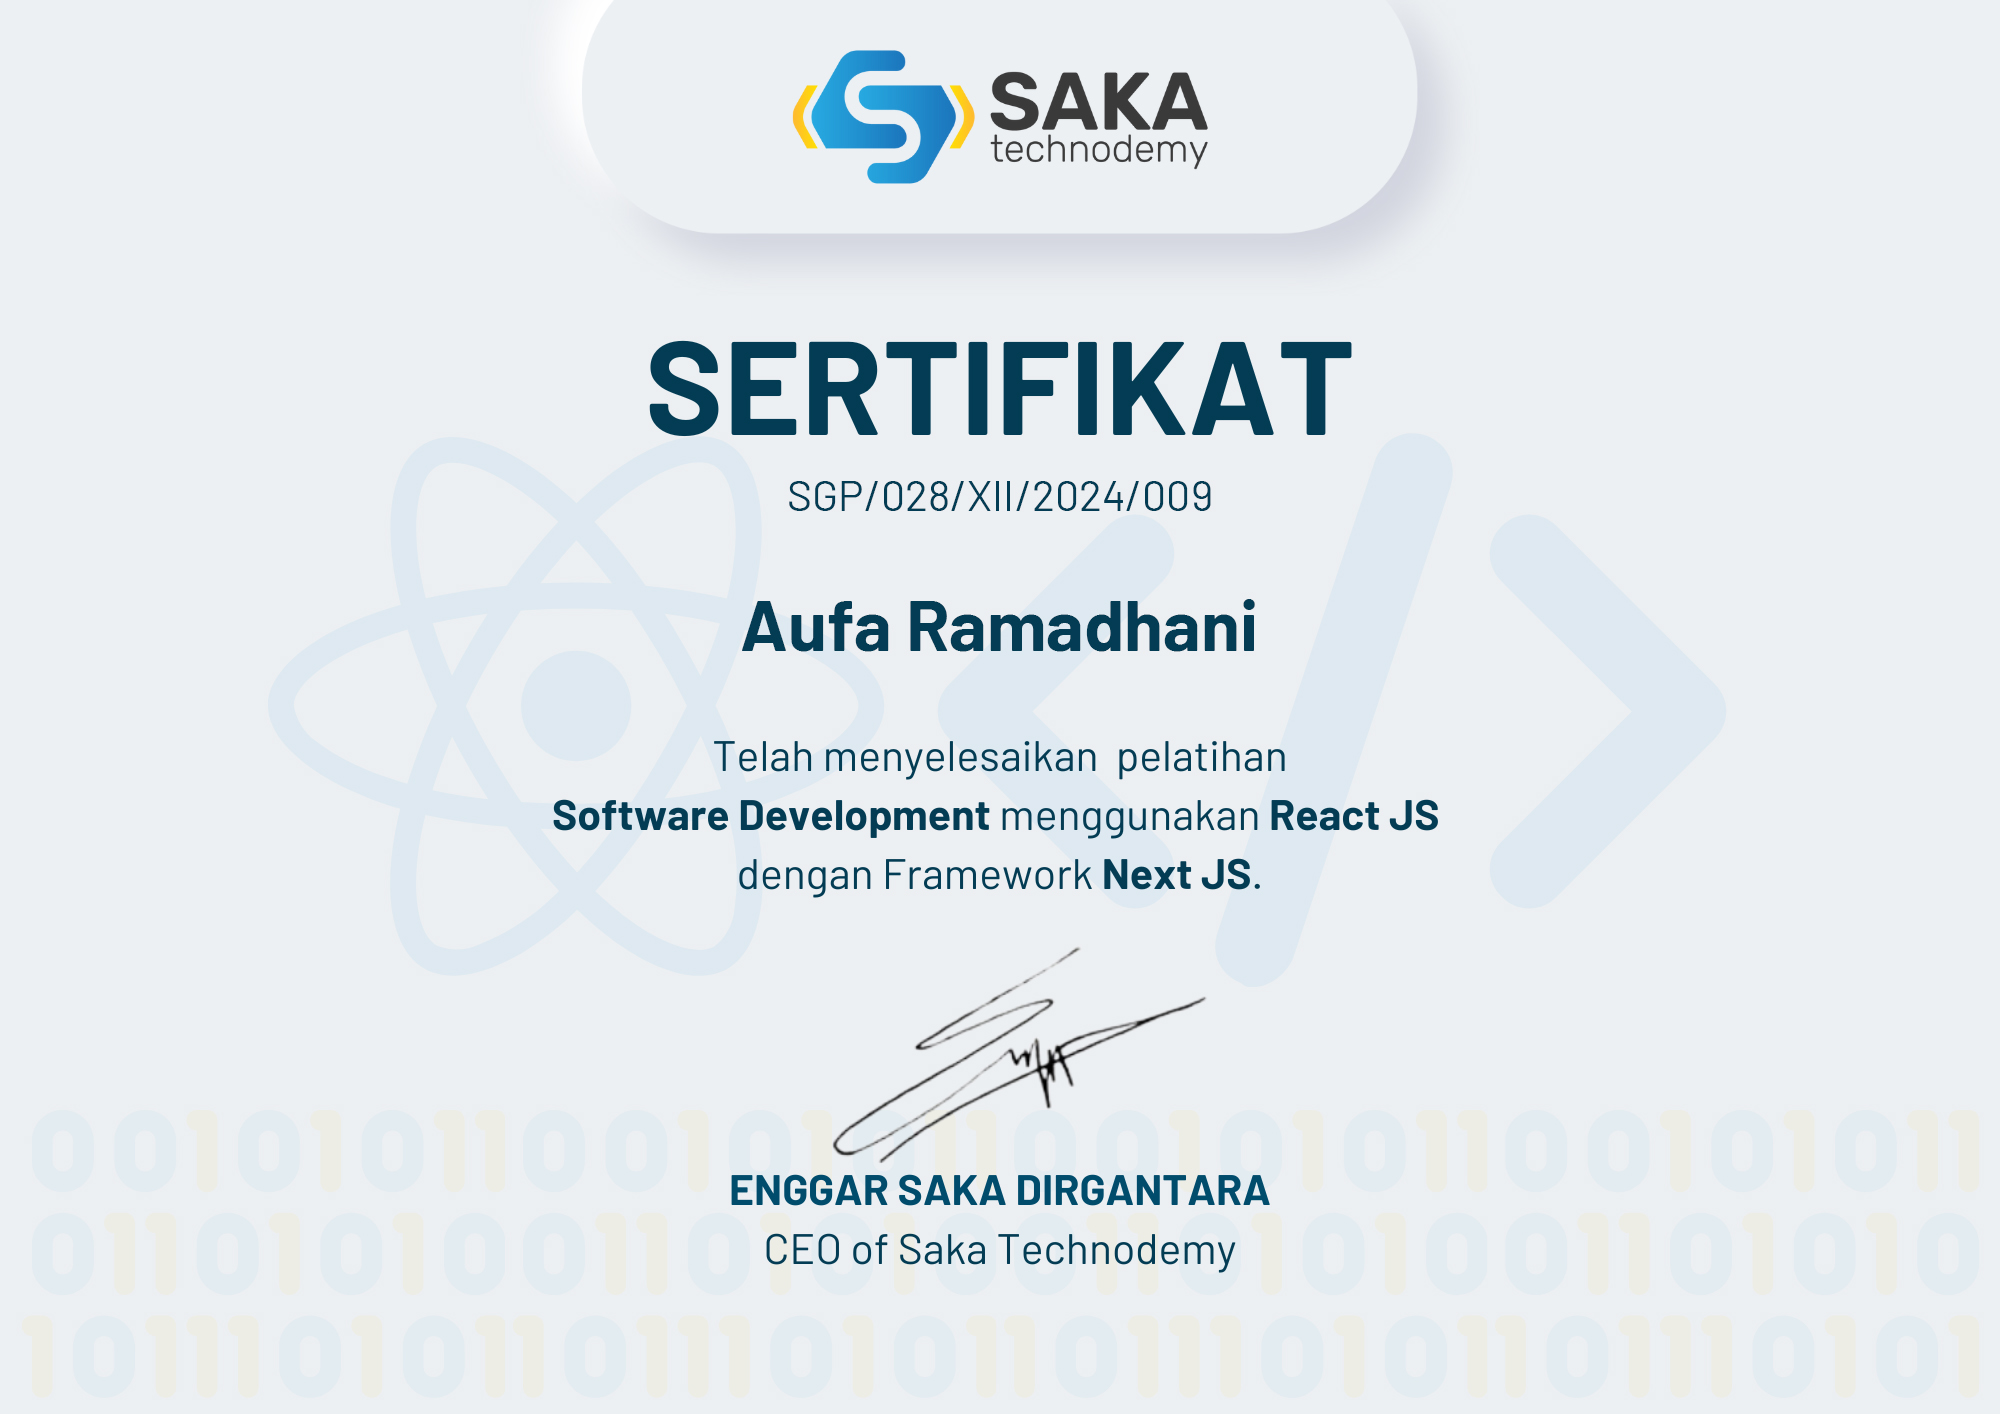 SAKA
technodemy
SERTIFIKAT
SGP/028/XII/2024/009
Aufa Ramadhani
Telah menyelesaikan  pelatihan
Software Development menggunakan React JS
dengan Framework Next JS.
ENGGAR SAKA DIRGANTARA
CEO of Saka Technodemy